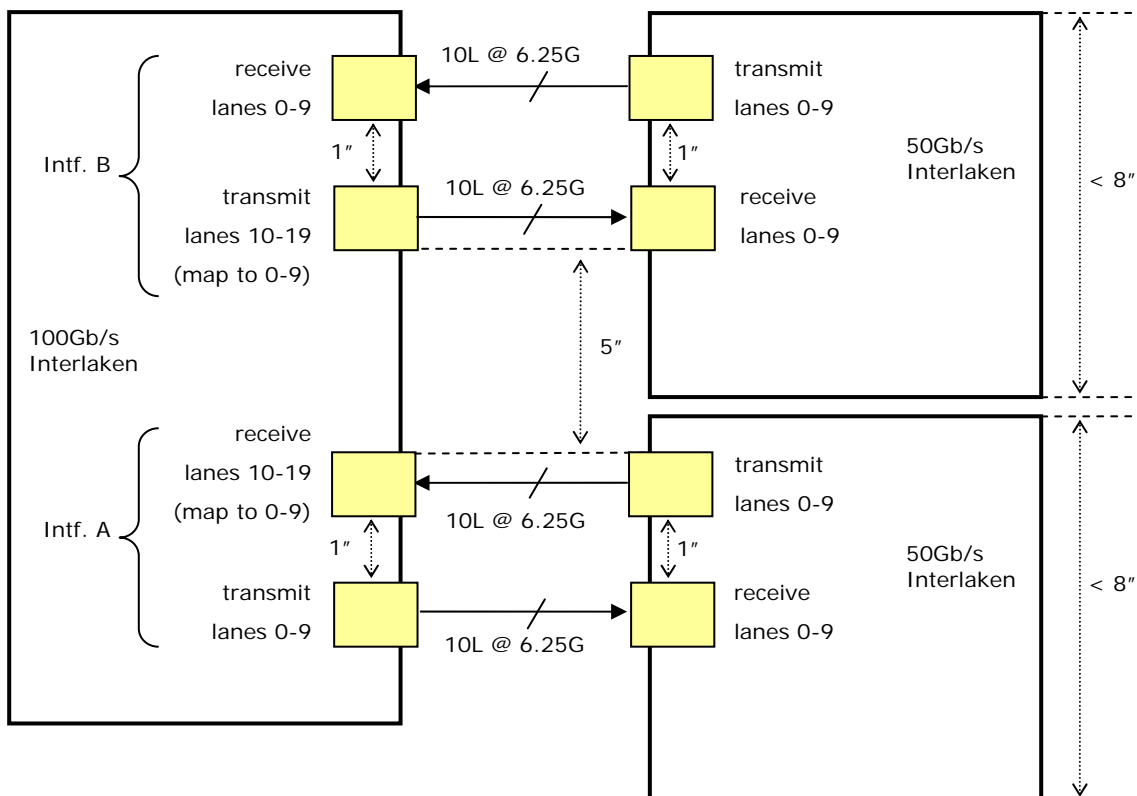 10L @ 6.25G
receive
lanes 0-9
transmit
lanes 0-9
1″
1″
50Gb/s
Interlaken
< 8″
Intf. B
10L @ 6.25G
transmit
lanes 10-19
(map to 0-9)
receive
lanes 0-9
100Gb/s
Interlaken
5″
receive
lanes 10-19
(map to 0-9)
transmit
lanes 0-9
10L @ 6.25G
Intf. A
1″
1″
50Gb/s
Interlaken
< 8″
transmit
lanes 0-9
receive
lanes 0-9
10L @ 6.25G